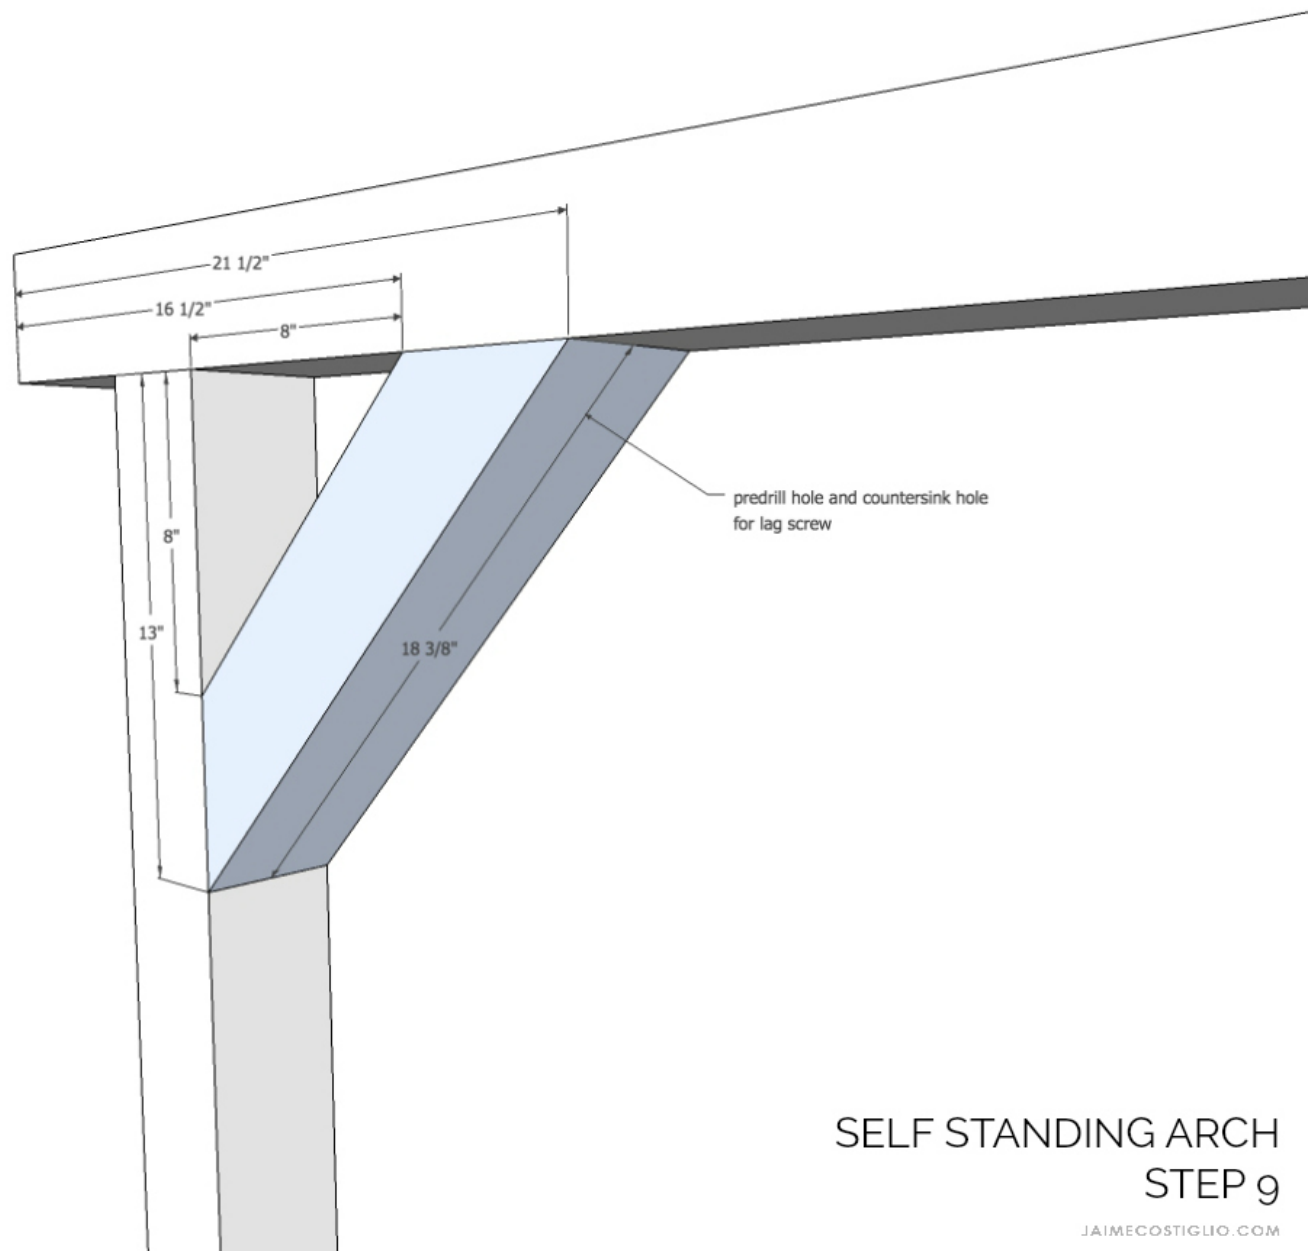 21 1/2"
16 1/2"
8"
8"
13"
18 3/8"
predrill hole and countersink hole
for lag screw
SELF STANDING ARCH
STEP 9
JAIMECOSTIGLIO.COM